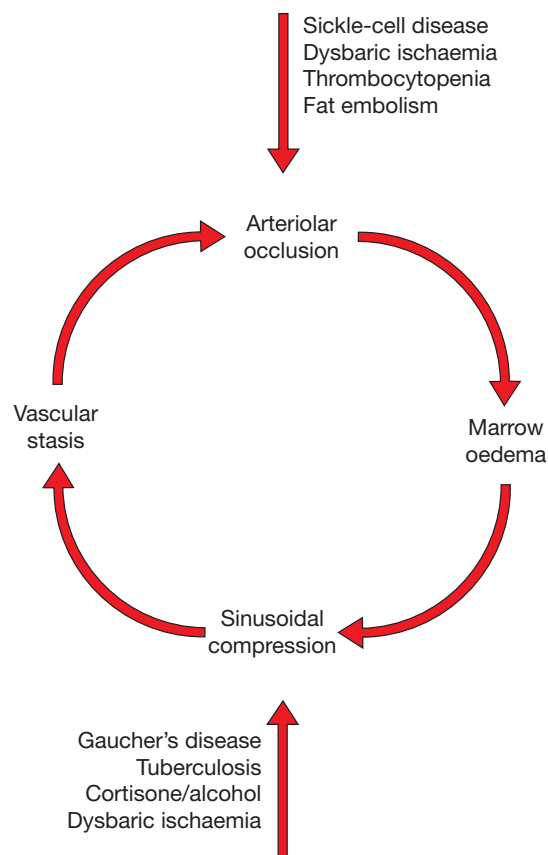 Sickle-cell disease
Dysbaric ischaemia
Thrombocytopenia
Fat embolism
Arteriolar
occlusion
Vascular
stasis
Marrow
oedema
Sinusoidal
compression
Gaucher's disease
Tuberculosis
Cortisone/alcohol
Dysbaric ischaemia